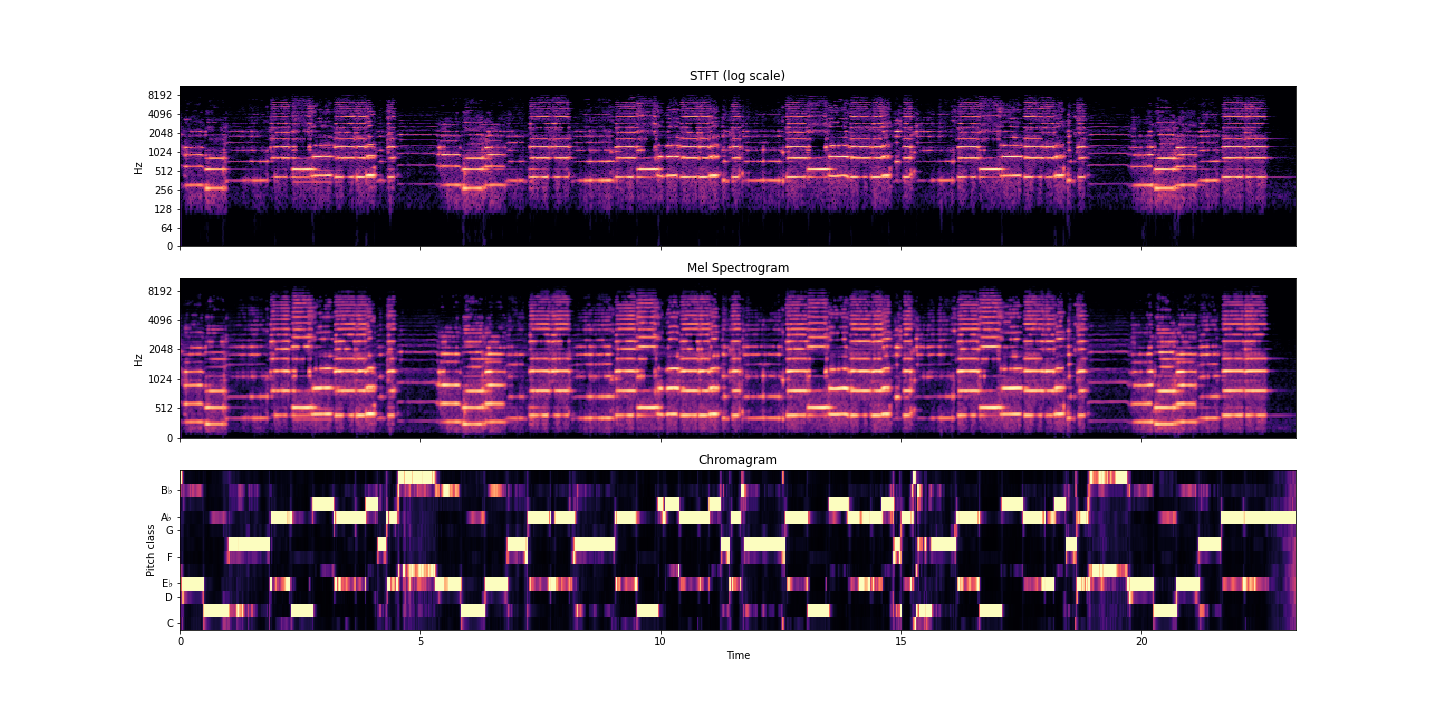 STFT (log scale)
8192
4096
2048
1024
512
256
128
64
0
Hz
Mel Spectrogram
8192
4096
2048
1024
512
0
Hz
Chromagram
B♭
A♭
G
F
E♭
D
C
Pitch class
0 5 10 15 20
Time